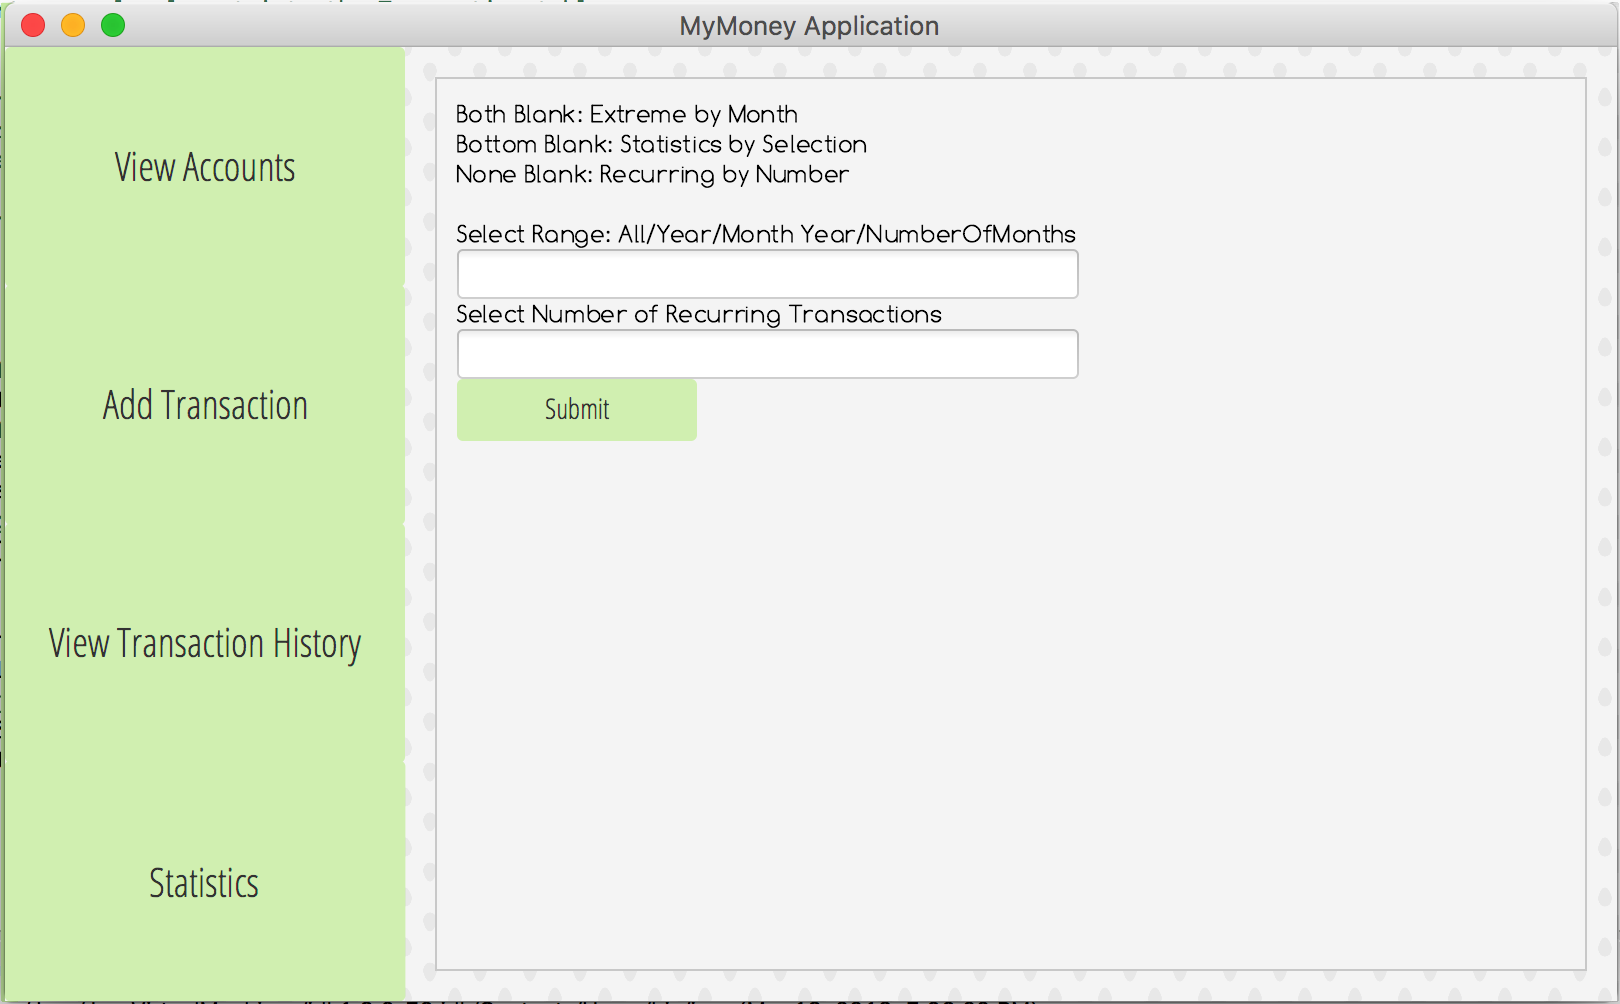 MyMoney Application
View Accounts
Add Transaction
View Transaction History
Statistics
Both Blank: Extreme by Month
Bottom Blank: Statistics by Selection
None Blank: Recurring by Number
Select Range: All/Year/Month Year/NumberOfMonths
Select Number of Recurring Transactions
Submit